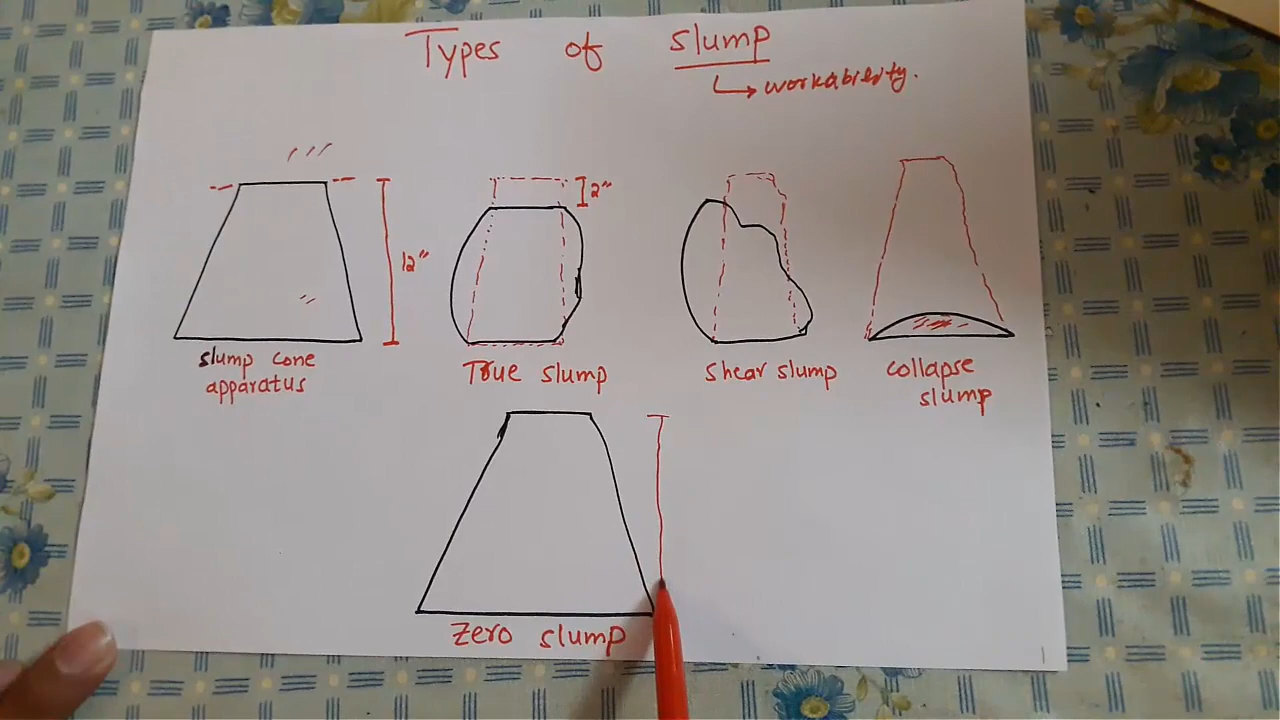 Types of slump
↳ workability.
12"
2"
slump cone
apparatus
True slump
shear slump
collapse
slump
Zero slump